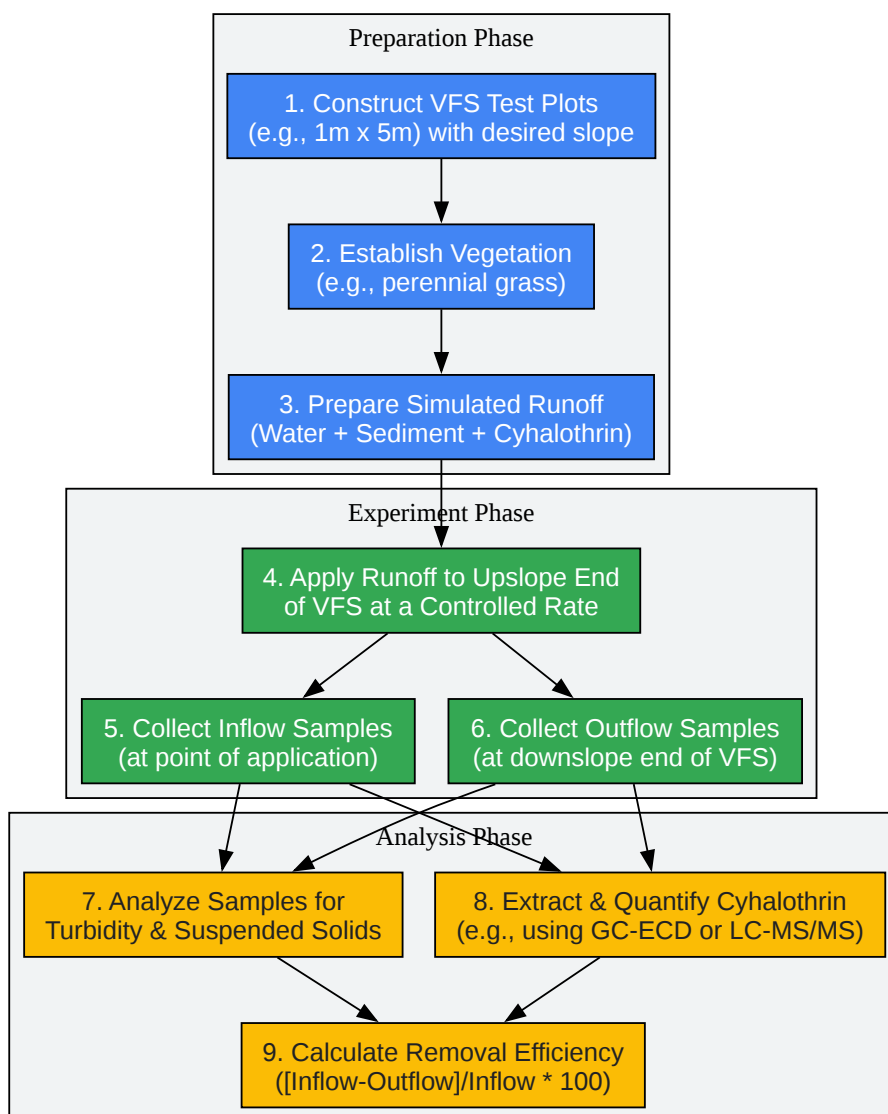 Preparation Phase
1. Construct VFS Test Plots
(e.g., 1m x 5m) with desired slope
2. Establish Vegetation
(e.g., perennial grass)
3. Prepare Simulated Runoff
(Water + Sediment + Cyhalothrin)
Experiment Phase
4. Apply Runoff to Upslope End
of VFS at a Controlled Rate
5. Collect Inflow Samples
(at point of application)
6. Collect Outflow Samples
(at downslope end of VFS)
Analysis Phase
7. Analyze Samples for
Turbidity & Suspended Solids
8. Extract & Quantify Cyhalothrin
(e.g., using GC-ECD or LC-MS/MS)
9. Calculate Removal Efficiency
([Inflow-Outflow]/Inflow * 100)